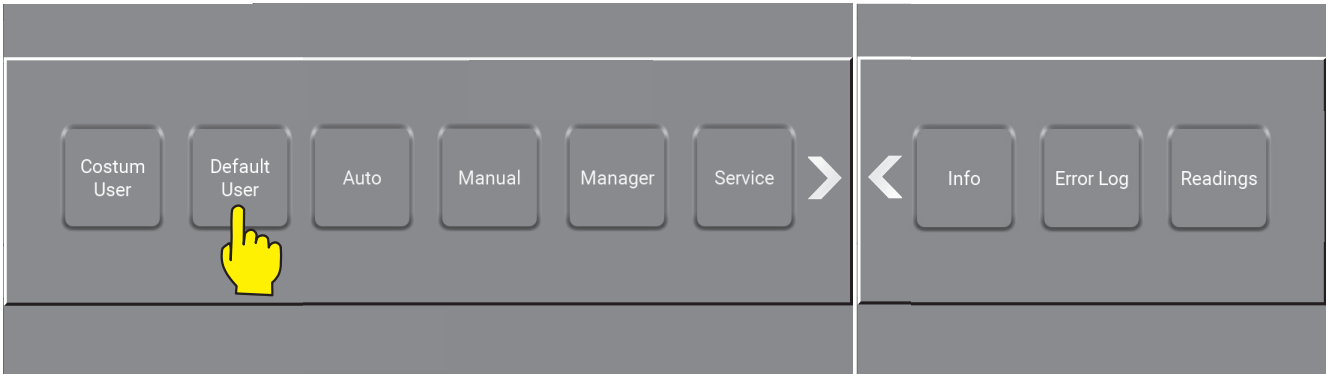 Costum
User
Default
User
Auto
Manual
Manager
Service
Info
Error Log
Readings